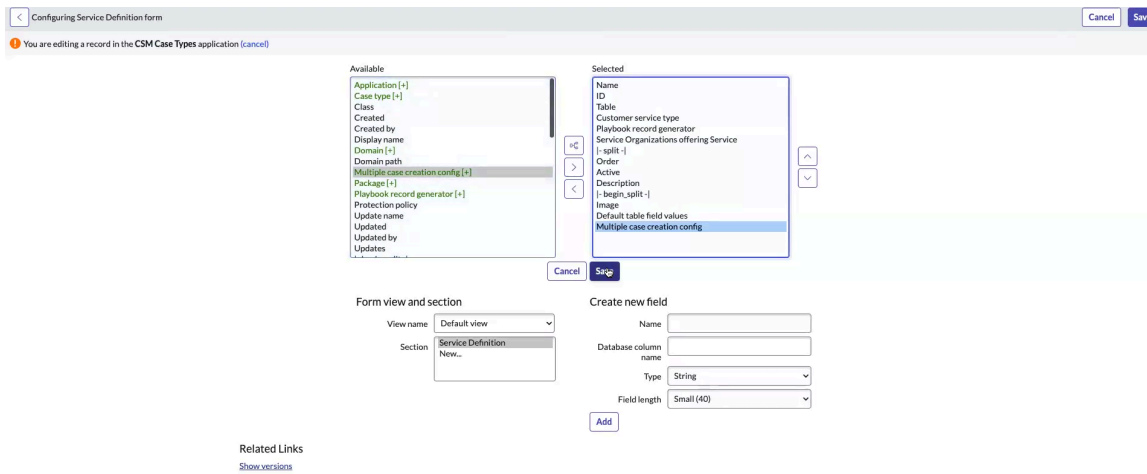 Configuring Service Definition form
Cancel
You are editing a record in the CSM Case Types application (cancel)
Available
Application [+]
Case type [+]
Class
Created
Created by
Display name
Domain [+]
Domain path
Multiple case creation config [+]
Package [+]
Playbook record generator [+]
Protection policy
Update name
Updated
Updated by
Updates
Selected
Name
ID
Table
Customer service type
Playbook record generator
Service Organizations offering Service
|- split -|
Order
Active
Description
|- begin_split -|
Image
Default table field values
Multiple case creation config
Cancel
Save
Form view and section
View name Default view
Section Service Definition
New...
Create new field
Name
Database column
name
Type String
Field length Small (40)
Add
Related Links
Show versions